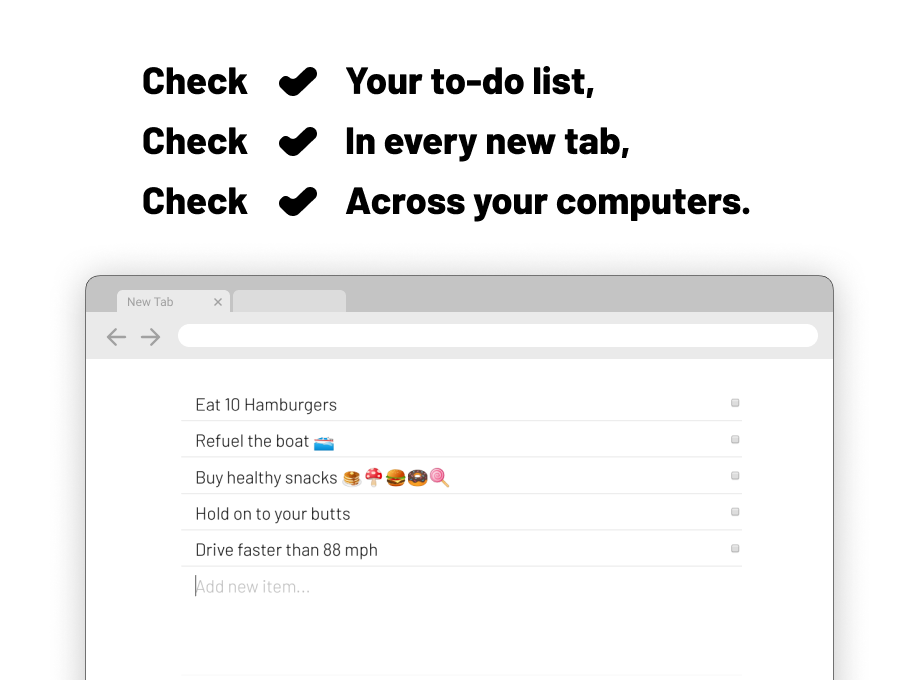 Check ✔ Your to-do list,
Check ✔ In every new tab,
Check ✔ Across your computers.
New Tab ×
Eat 10 Hamburgers
Refuel the boat 🚤
Buy healthy snacks 🥞🍄🍔🍩🍭
Hold on to your butts
Drive faster than 88 mph
Add new item...